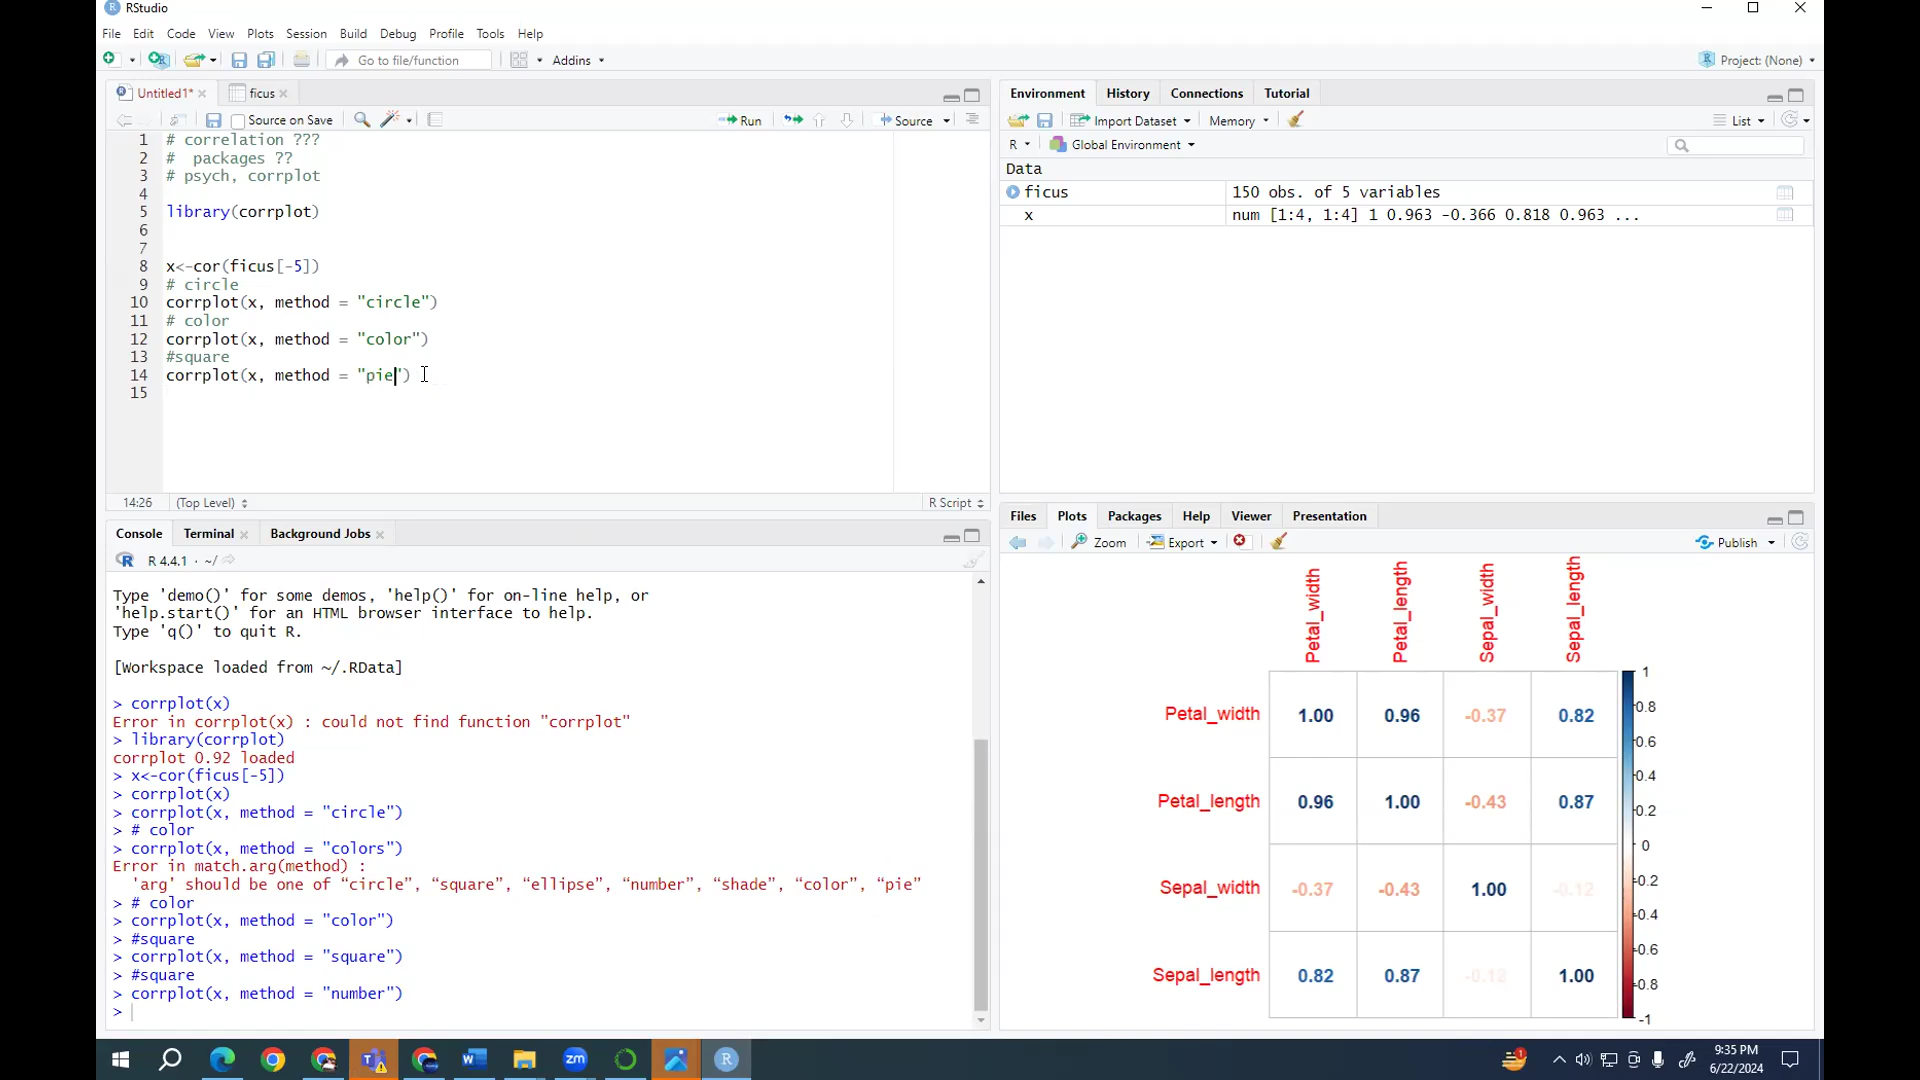 RStudio
File Edit Code View Plots Session Build Debug Profile Tools Help
Go to file/function Addins Project: (None)
Untitled1* ficus
Source on Save Run Source
1 # correlation ???
2 #  packages ??
3 # psych, corrplot
4
5 library(corrplot)
6
7
8 x<-cor(ficus[-5])
9 # circle
10 corrplot(x, method = "circle")
11 # color
12 corrplot(x, method = "color")
13 #square
14 corrplot(x, method = "pie")
15
14:26 (Top Level) R Script
Console Terminal Background Jobs
R 4.4.1 · ~/
Type 'demo()' for some demos, 'help()' for on-line help, or
'help.start()' for an HTML browser interface to help.
Type 'q()' to quit R.
[Workspace loaded from ~/.RData]
> corrplot(x)
Error in corrplot(x) : could not find function "corrplot"
> library(corrplot)
corrplot 0.92 loaded
> x<-cor(ficus[-5])
> corrplot(x)
> corrplot(x, method = "circle")
> # color
> corrplot(x, method = "colors")
Error in match.arg(method) :
'arg' should be one of “circle”, “square”, “ellipse”, “number”, “shade”, “color”, “pie”
> # color
> corrplot(x, method = "color")
> #square
> corrplot(x, method = "square")
> #square
> corrplot(x, method = "number")
>
Environment History Connections Tutorial
Import Dataset Memory List
R Global Environment
Data
ficus 150 obs. of 5 variables
x num [1:4, 1:4] 1 0.963 -0.366 0.818 0.963 ...
Files Plots Packages Help Viewer Presentation
Zoom Export Publish
Petal_width Petal_length Sepal_width Sepal_length
Petal_width 1.00 0.96 -0.37 0.82
Petal_length 0.96 1.00 -0.43 0.87
Sepal_width -0.37 -0.43 1.00 -0.12
Sepal_length 0.82 0.87 -0.12 1.00
1
0.8
0.6
0.4
0.2
0
-0.2
-0.4
-0.6
-0.8
-1
9:35 PM
6/22/2024